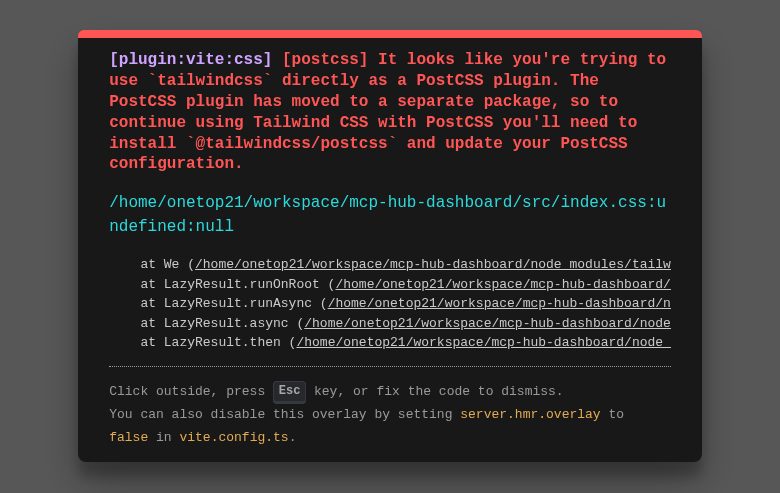 [plugin:vite:css] [postcss] It looks like you're trying to
use `tailwindcss` directly as a PostCSS plugin. The
PostCSS plugin has moved to a separate package, so to
continue using Tailwind CSS with PostCSS you'll need to
install `@tailwindcss/postcss` and update your PostCSS
configuration.
/home/onetop21/workspace/mcp-hub-dashboard/src/index.css:u
ndefined:null
at We (/home/onetop21/workspace/mcp-hub-dashboard/node_modules/tailw
at LazyResult.runOnRoot (/home/onetop21/workspace/mcp-hub-dashboard/
at LazyResult.runAsync (/home/onetop21/workspace/mcp-hub-dashboard/n
at LazyResult.async (/home/onetop21/workspace/mcp-hub-dashboard/node
at LazyResult.then (/home/onetop21/workspace/mcp-hub-dashboard/node_
Click outside, press Esc key, or fix the code to dismiss.
You can also disable this overlay by setting server.hmr.overlay to
false in vite.config.ts.